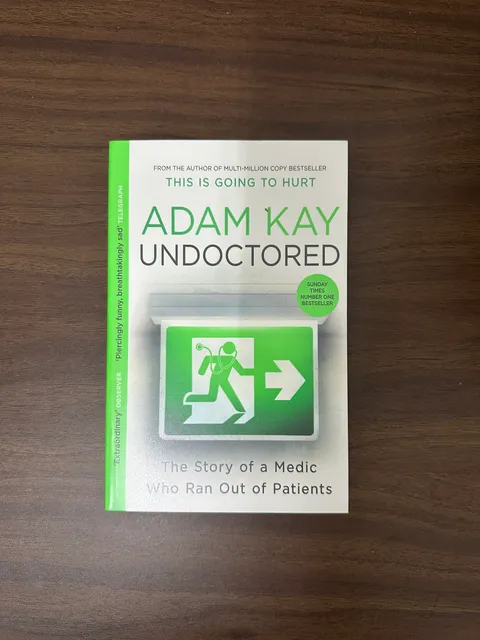 FROM THE AUTHOR OF MULTI-MILLION COPY BESTSELLER
THIS IS GOING TO HURT
ADAM KAY
UNDOCTORED
SUNDAY
TIMES
NUMBER ONE
BESTSELLER
The Story of a Medic
Who Ran Out of Patients
'Extraordinary' OBSERVER
'Piercingly funny, breathtakingly sad' TELEGRAPH